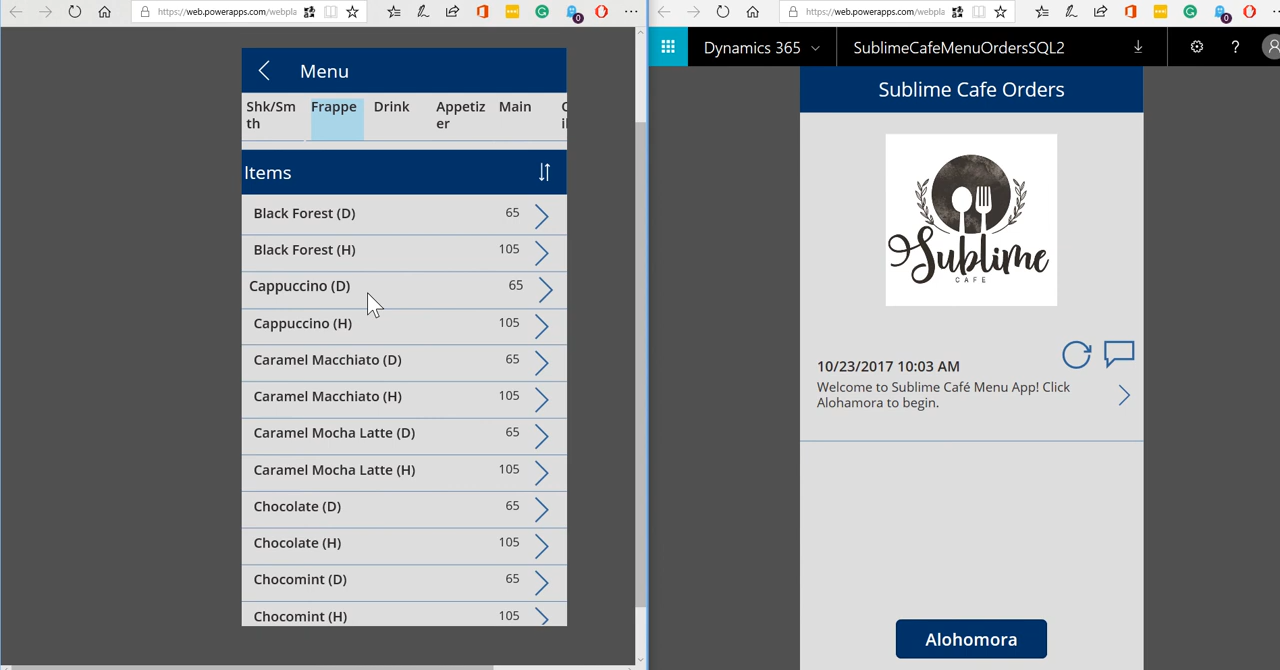 https://web.powerapps.com/webpla
0
Menu
Shk/Sm
th
Frappe
Drink
Appetiz
er
Main
Items
Black Forest (D) 65
Black Forest (H) 105
Cappuccino (D) 65
Cappuccino (H) 105
Caramel Macchiato (D) 65
Caramel Macchiato (H) 105
Caramel Mocha Latte (D) 65
Caramel Mocha Latte (H) 105
Chocolate (D) 65
Chocolate (H) 105
Chocomint (D) 65
Chocomint (H) 105
https://web.powerapps.com/webpla
0
Dynamics 365
SublimeCafeMenuOrdersSQL2
?
Sublime Cafe Orders
Sublime
CAFE
10/23/2017 10:03 AM
Welcome to Sublime Café Menu App! Click
Alohamora to begin.
Alohomora